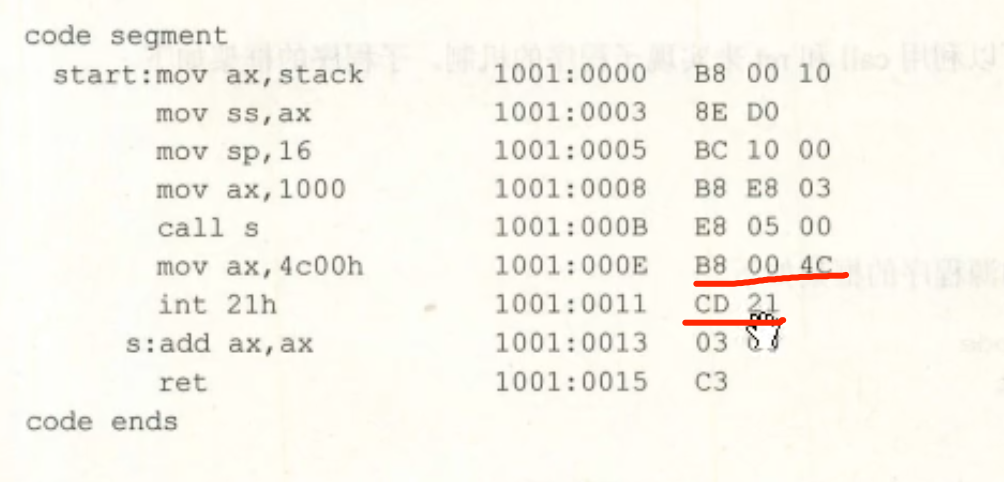 code segment
start:mov ax,stack 1001:0000 B8 00 10
mov ss,ax 1001:0003 8E D0
mov sp,16 1001:0005 BC 10 00
mov ax,1000 1001:0008 B8 E8 03
call s 1001:000B E8 05 00
mov ax,4c00h 1001:000E B8 00 4C
int 21h 1001:0011 CD 21
s:add ax,ax 1001:0013 03
ret 1001:0015 C3
code ends